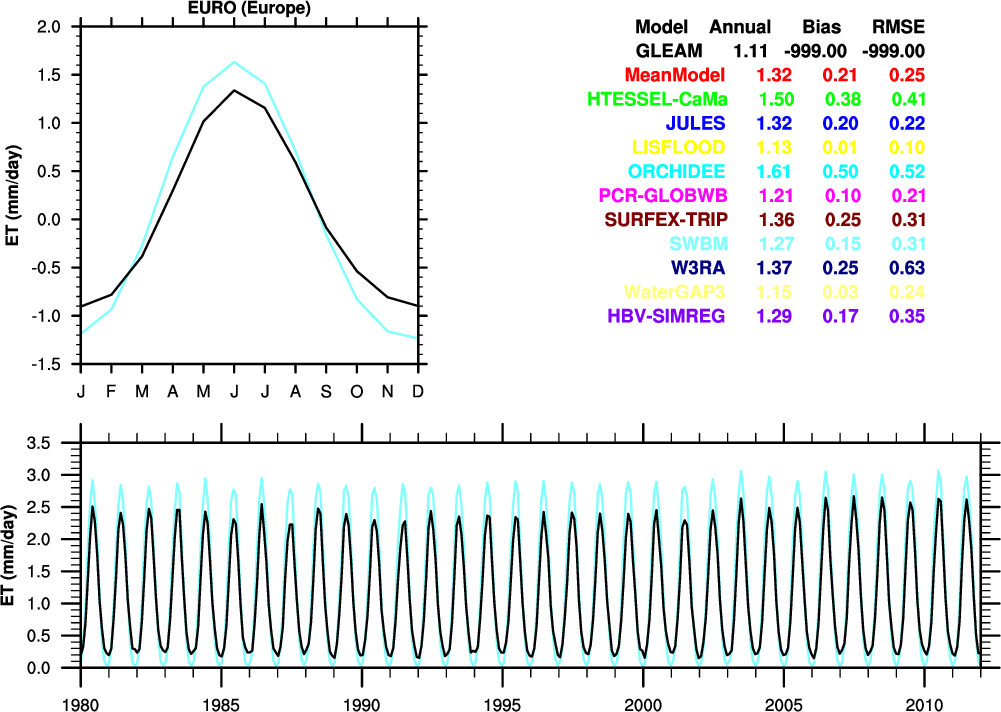 EURO (Europe)
2.0
1.5
1.0
0.5
0.0
-0.5
-1.0
-1.5
ET (mm/day)
J F M A M J J A S O N D
Model Annual Bias RMSE
GLEAM 1.11 -999.00 -999.00
MeanModel 1.32 0.21 0.25
HTESSEL-CaMa 1.50 0.38 0.41
JULES 1.32 0.20 0.22
LISFLOOD 1.13 0.01 0.10
ORCHIDEE 1.61 0.50 0.52
PCR-GLOBWB 1.21 0.10 0.21
SURFEX-TRIP 1.36 0.25 0.31
SWBM 1.27 0.15 0.31
W3RA 1.37 0.25 0.63
WaterGAP3 1.15 0.03 0.24
HBV-SIMREG 1.29 0.17 0.35
3.5
3.0
2.5
2.0
1.5
1.0
0.5
0.0
ET (mm/day)
1980 1985 1990 1995 2000 2005 2010